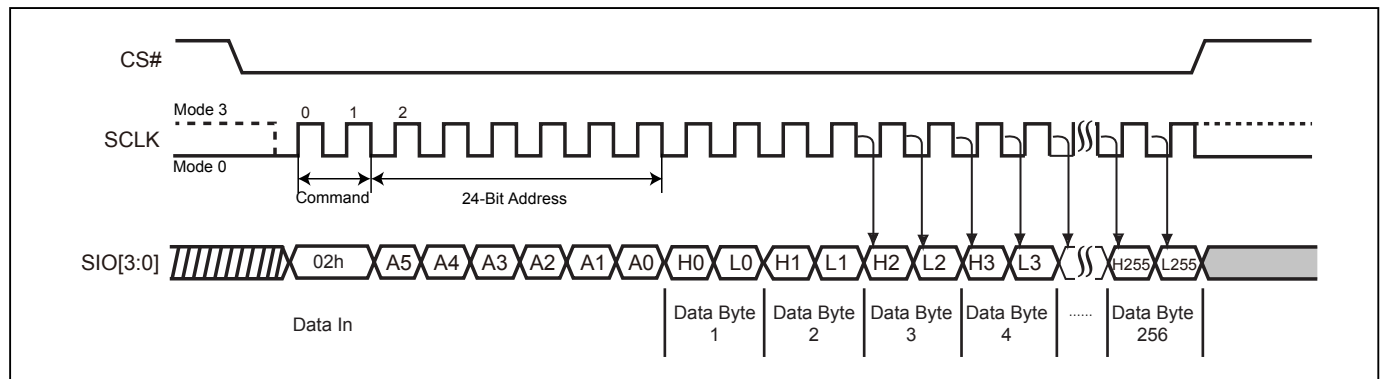 CS#
Mode 3
0 1 2
SCLK
Mode 0
Command
24-Bit Address
SIO[3:0]
02h A5 A4 A3 A2 A1 A0 H0 L0 H1 L1 H2 L2 H3 L3 H255 L255
Data In
Data Byte 1
Data Byte 2
Data Byte 3
Data Byte 4
......
Data Byte 256